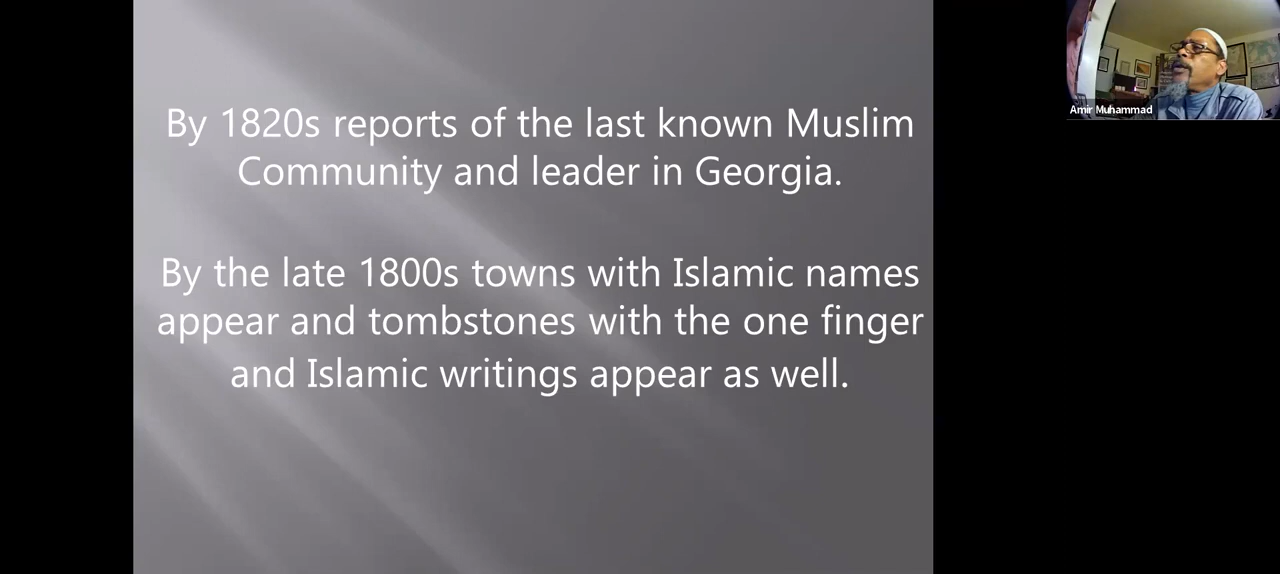 By 1820s reports of the last known Muslim
Community and leader in Georgia.
By the late 1800s towns with Islamic names
appear and tombstones with the one finger
and Islamic writings appear as well.
Amir Muhammad